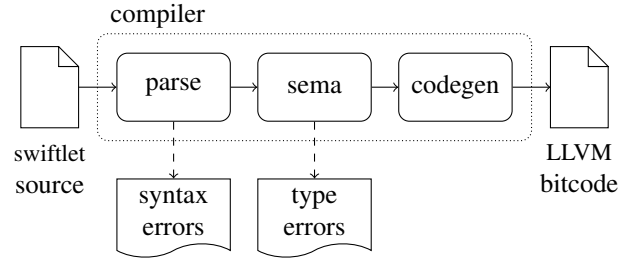 compiler
parse
sema
codegen
swiftlet
source
LLVM
bitcode
syntax
errors
type
errors